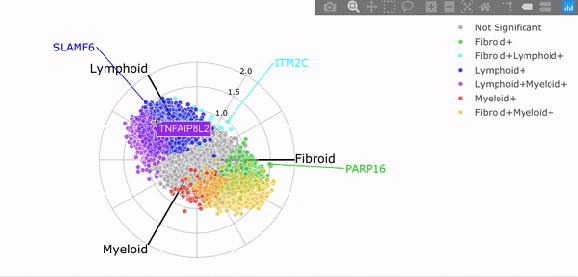 Not Significant
Fibroid+
Fibroid+Lymphoid+
Lymphoid+
Lymphoid+Myeloid+
Myeloid+
Fibroid+Myeloid+
SLAMF6
Lymphoid
ITM2C
2.0
1.5
1.0
TNFAIP8L2
Fibroid
PARP16
Myeloid